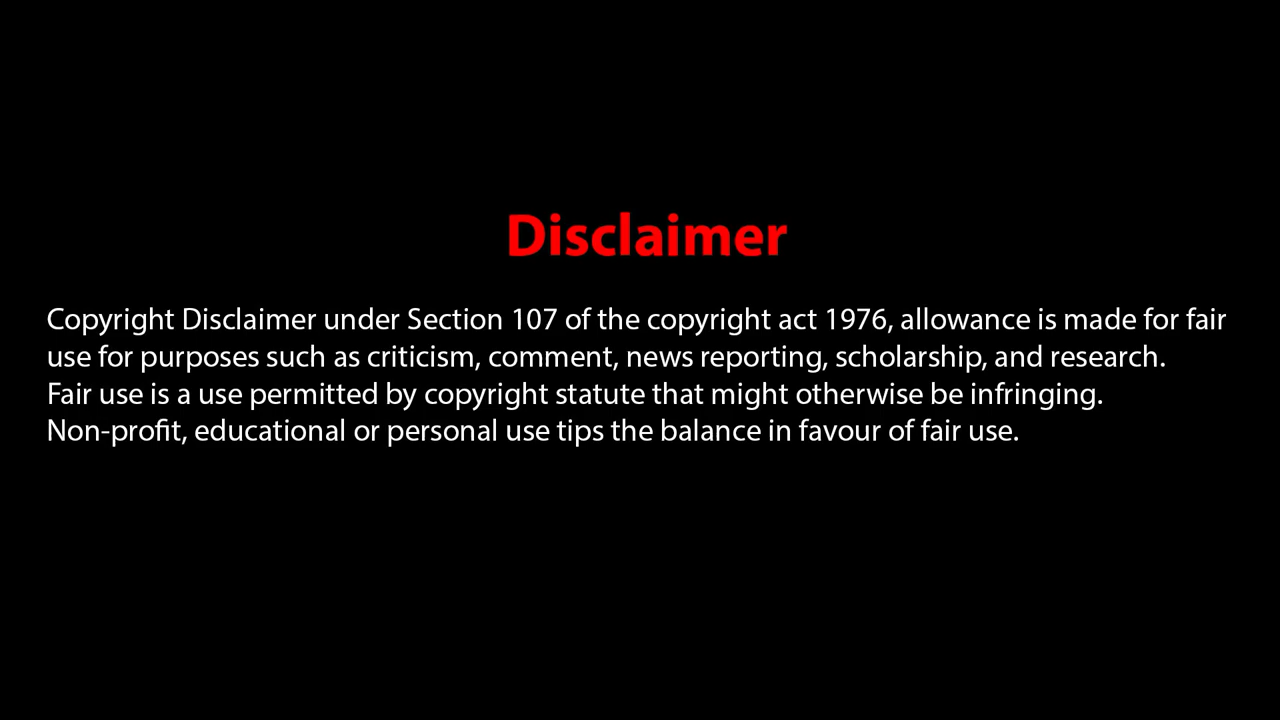 Disclaimer
Copyright Disclaimer under Section 107 of the copyright act 1976, allowance is made for fair
use for purposes such as criticism, comment, news reporting, scholarship, and research.
Fair use is a use permitted by copyright statute that might otherwise be infringing.
Non-profit, educational or personal use tips the balance in favour of fair use.